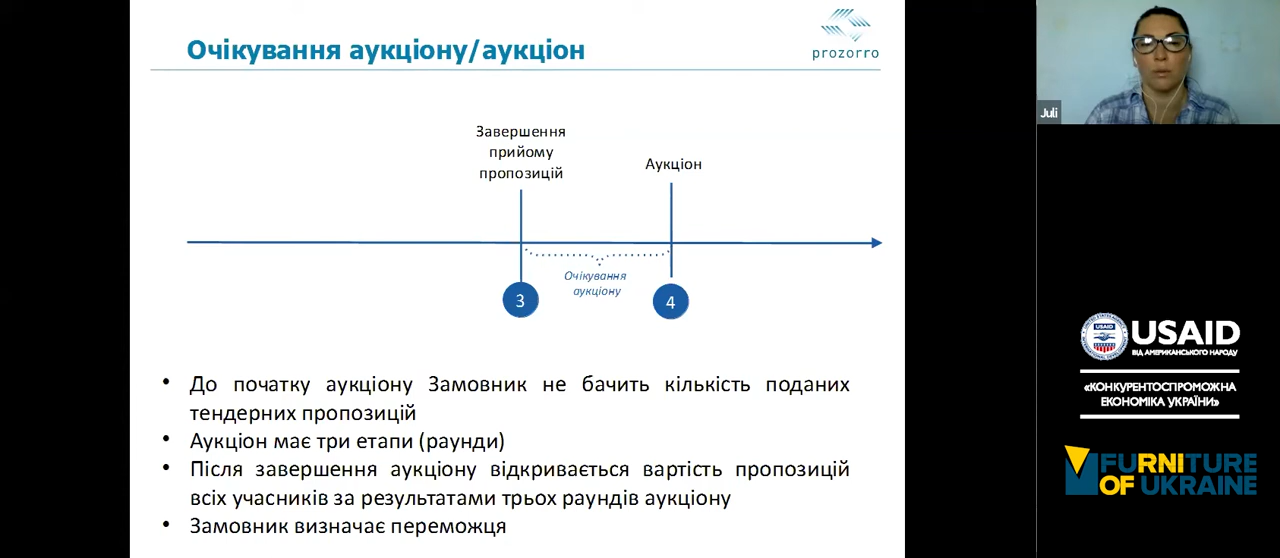 Очікування аукціону/аукціон
prozorro
Завершення
прийому
пропозицій
Аукціон
Очікування
аукціону
3
4
• До початку аукціону Замовник не бачить кількість поданих
тендерних пропозицій
• Аукціон має три етапи (раунди)
• Після завершення аукціону відкривається вартість пропозицій
всіх учасників за результатами трьох раундів аукціону
• Замовник визначає переможця
Juli
USAID
ВІД АМЕРИКАНСЬКОГО НАРОДУ
«КОНКУРЕНТОСПРОМОЖНА
ЕКОНОМІКА УКРАЇНИ»
FURNITURE
OF UKRAINE